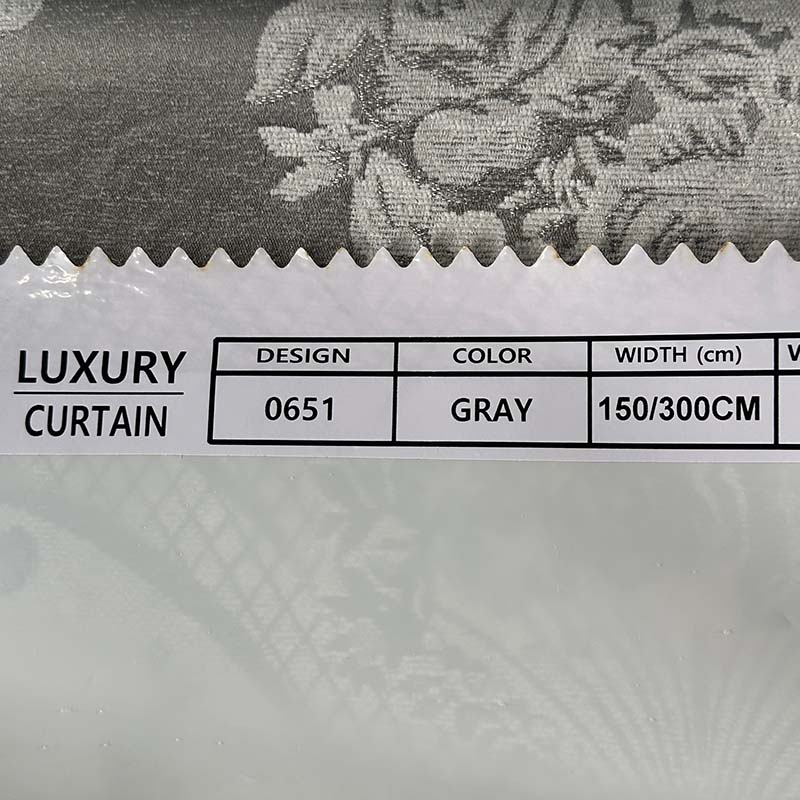 LUXURY
CURTAIN
DESIGN COLOR WIDTH (cm)
0651 GRAY 150/300CM